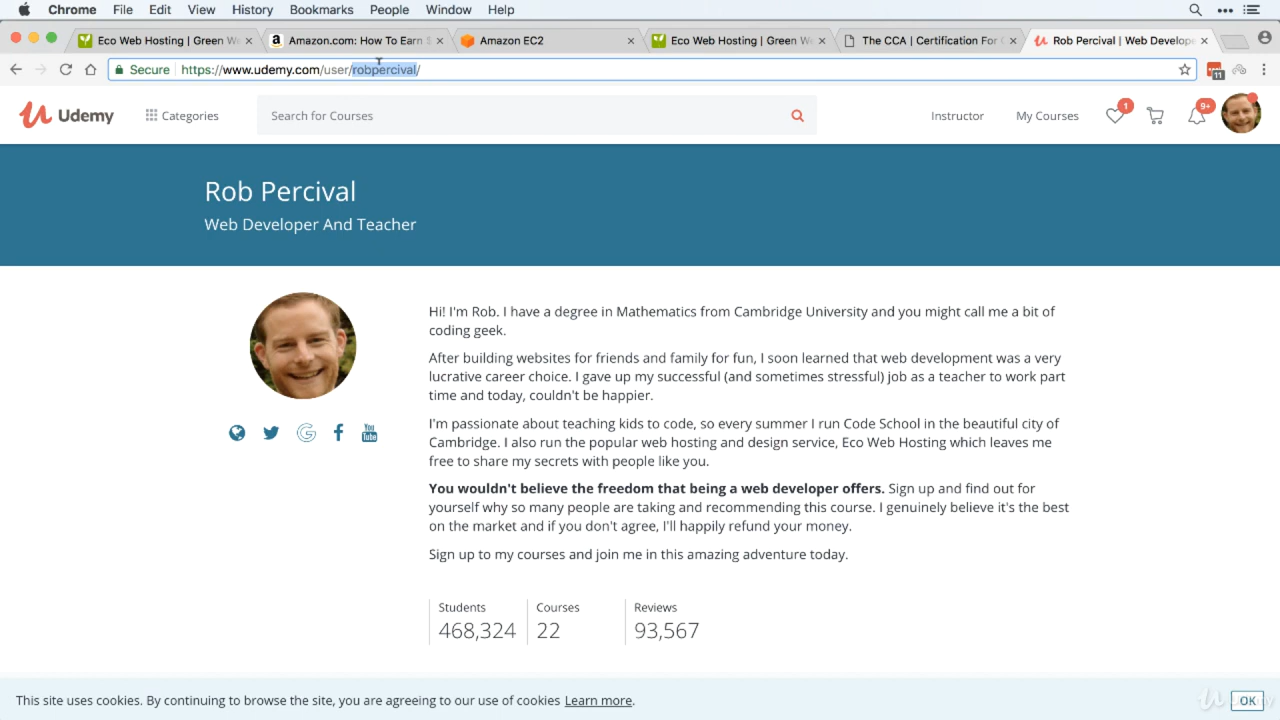 Chrome File Edit View History Bookmarks People Window Help
Eco Web Hosting | Green We
Amazon.com: How To Earn $
Amazon EC2
Eco Web Hosting | Green We
The CCA | Certification For C
Rob Percival | Web Develope
Secure https://www.udemy.com/user/robpercival/
11
Udemy
Categories
Search for Courses
Instructor
My Courses
1
9+
Rob Percival
Web Developer And Teacher
Hi! I'm Rob. I have a degree in Mathematics from Cambridge University and you might call me a bit of
coding geek.
After building websites for friends and family for fun, I soon learned that web development was a very
lucrative career choice. I gave up my successful (and sometimes stressful) job as a teacher to work part
time and today, couldn't be happier.
I'm passionate about teaching kids to code, so every summer I run Code School in the beautiful city of
Cambridge. I also run the popular web hosting and design service, Eco Web Hosting which leaves me
free to share my secrets with people like you.
You wouldn't believe the freedom that being a web developer offers. Sign up and find out for
yourself why so many people are taking and recommending this course. I genuinely believe it's the best
on the market and if you don't agree, I'll happily refund your money.
Sign up to my courses and join me in this amazing adventure today.
You
Tube
Students Courses Reviews
468,324 22 93,567
This site uses cookies. By continuing to browse the site, you are agreeing to our use of cookies Learn more.
OK